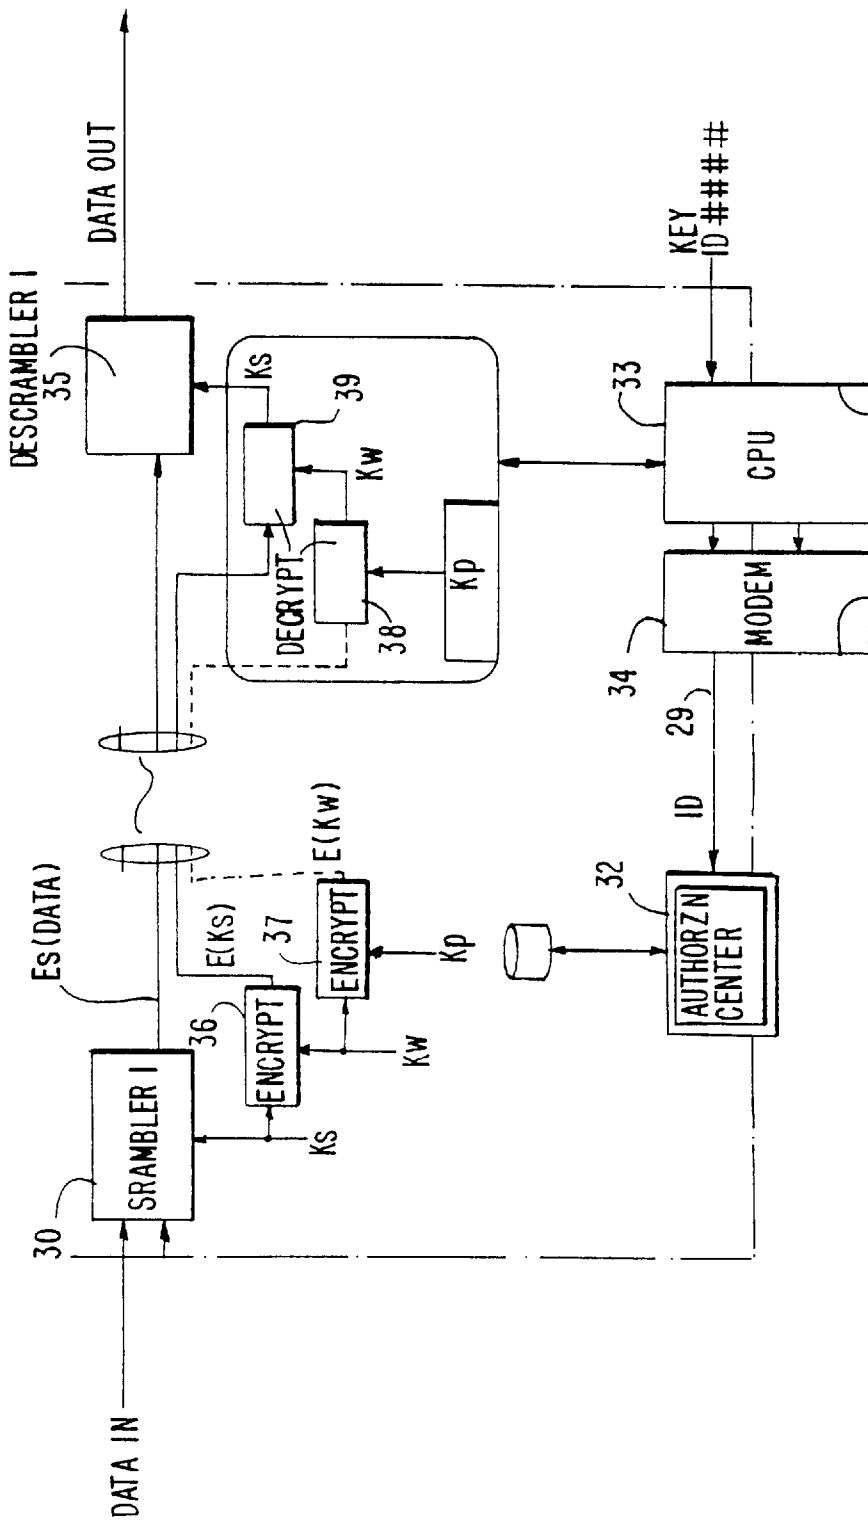 DATA IN
30
SRAMBLER I
Es(DATA)
Ks
36
ENCRYPT
E(Ks)
Kw
37
ENCRYPT
E(Kw)
Kp
DESCRAMBLER I
35
DATA OUT
Ks
39
Kw
DECRYPT
38
Kp
32
AUTHORZN
CENTER
ID
29
34
MODEM
33
CPU
KEY
ID####